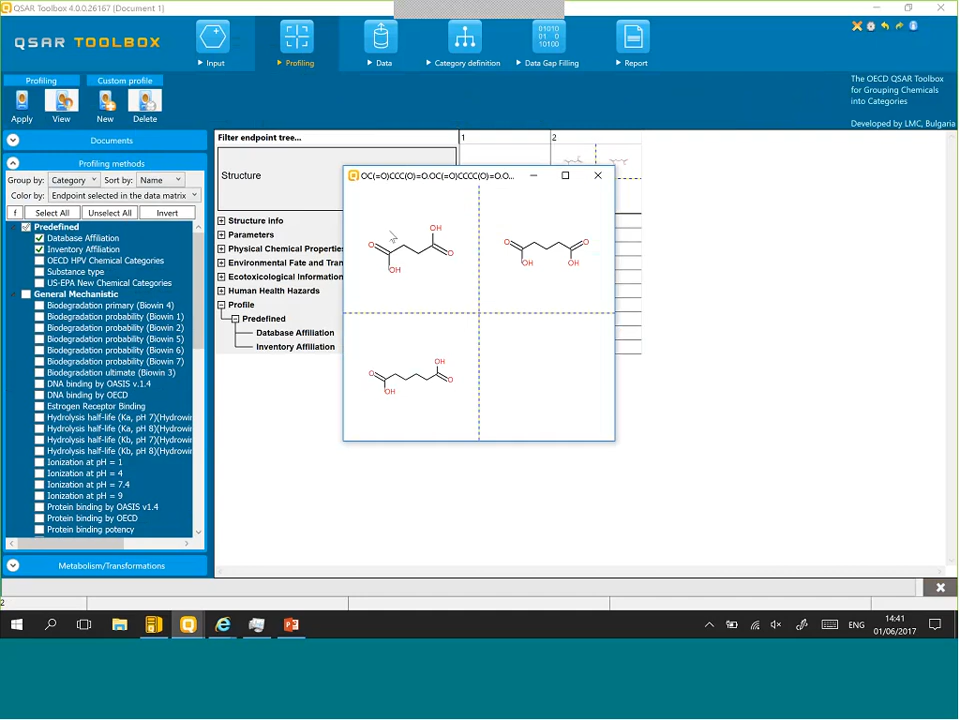 QSAR Toolbox 4.0.0.26167 [Document 1]
QSAR TOOLBOX
Input
Profiling
Data
Category definition
01010
01 0
10100
Data Gap Filling
Report
The OECD QSAR Toolbox
for Grouping Chemicals
into Categories
Developed by LMC, Bulgaria
Profiling
Custom profile
Apply
View
New
Delete
Documents
Profiling methods
Group by: Category
Sort by: Name
Color by: Endpoint selected in the data matrix
f Select All Unselect All Invert
Predefined
Database Affiliation
Inventory Affiliation
OECD HPV Chemical Categories
Substance type
US-EPA New Chemical Categories
General Mechanistic
Biodegradation primary (Biowin 4)
Biodegradation probability (Biowin 1)
Biodegradation probability (Biowin 2)
Biodegradation probability (Biowin 5)
Biodegradation probability (Biowin 6)
Biodegradation probability (Biowin 7)
Biodegradation ultimate (Biowin 3)
DNA binding by OASIS v.1.4
DNA binding by OECD
Estrogen Receptor Binding
Hydrolysis half-life (Ka, pH 7)(Hydrowin
Hydrolysis half-life (Ka, pH 8)(Hydrowin
Hydrolysis half-life (Kb, pH 7)(Hydrowin
Hydrolysis half-life (Kb, pH 8)(Hydrowin
Ionization at pH = 1
Ionization at pH = 4
Ionization at pH = 7.4
Ionization at pH = 9
Protein binding by OASIS v1.4
Protein binding by OECD
Protein binding potency
Metabolism/Transformations
Filter endpoint tree...
1
2
Structure
Structure info
Parameters
Physical Chemical Properties
Environmental Fate and Tran
Ecotoxicological Information
Human Health Hazards
Profile
Predefined
Database Affiliation
Inventory Affiliation
OC(=O)CCC(O)=O.OC(=O)CCCC(O)=O.O...
OH
O
O
OH
O
O
OH
OH
OH
O
O
OH
2
ENG
14:41
01/06/2017